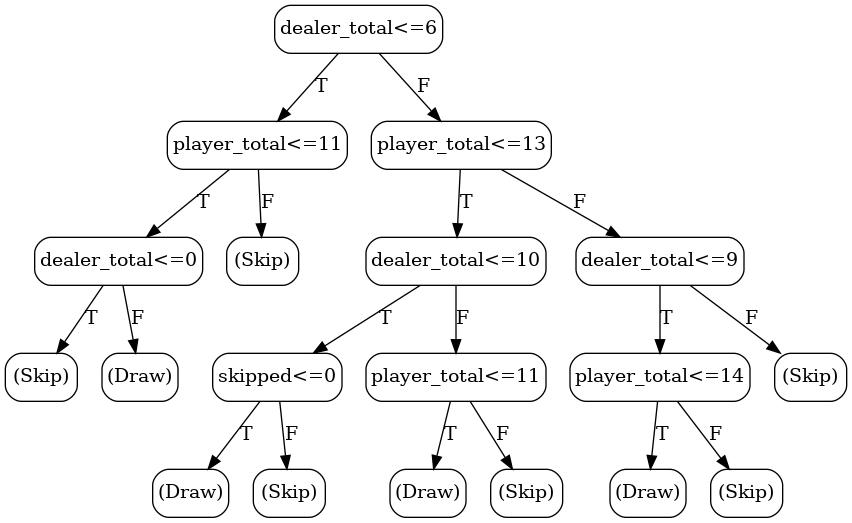 dealer_total<=6
T
F
player_total<=11
player_total<=13
T
F
T
F
dealer_total<=0
(Skip)
dealer_total<=10
dealer_total<=9
T
F
T
F
T
F
(Skip)
(Draw)
skipped<=0
player_total<=11
player_total<=14
(Skip)
T
F
T
F
T
F
(Draw)
(Skip)
(Draw)
(Skip)
(Draw)
(Skip)